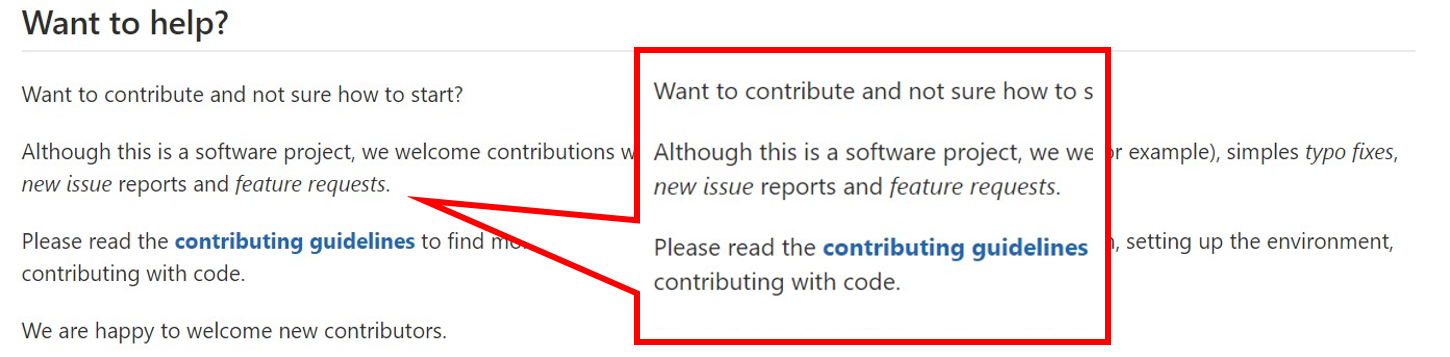 Want to help?
Want to contribute and not sure how to start?
Although this is a software project, we welcome contributions w
or example), simples typo fixes,
new issue reports and feature requests.
Please read the contributing guidelines to find mo
, setting up the environment,
contributing with code.
We are happy to welcome new contributors.
Want to contribute and not sure how to s
Although this is a software project, we we
new issue reports and feature requests.
Please read the contributing guidelines
contributing with code.